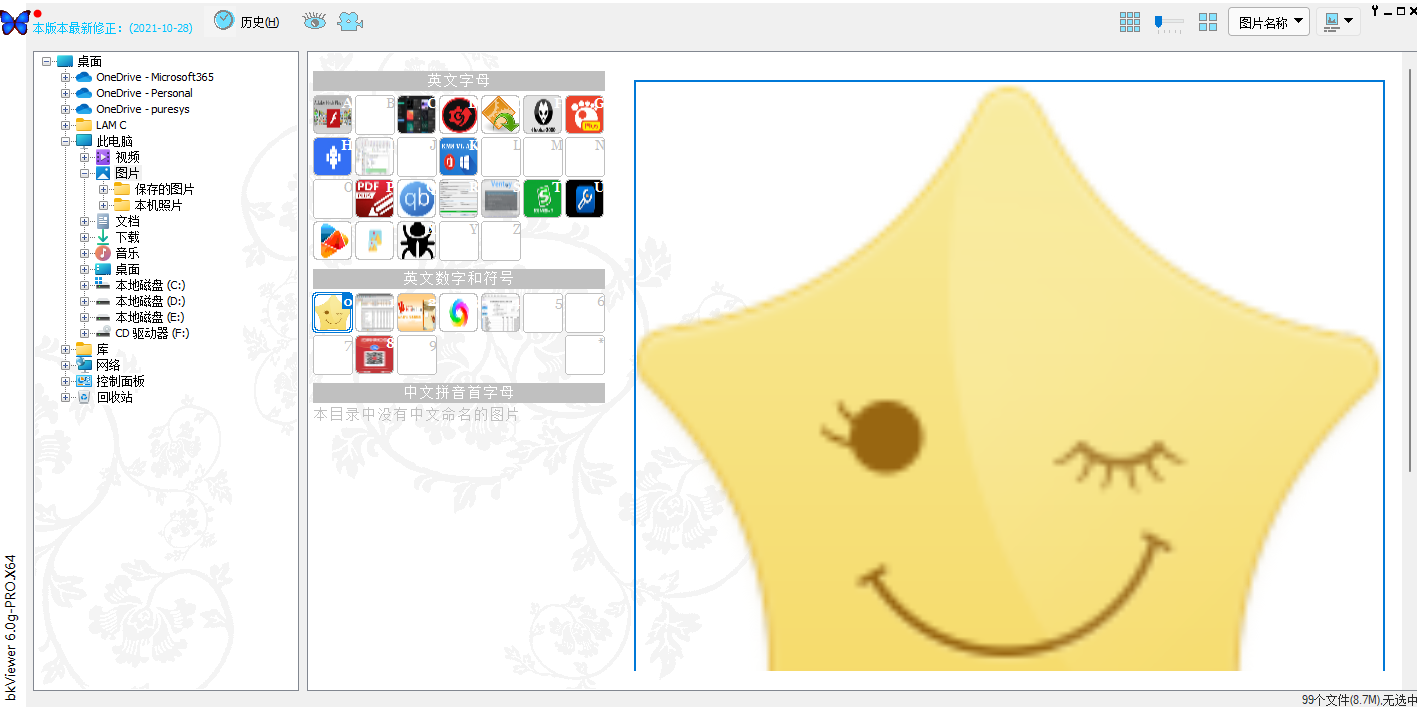 本版本最新修正：(2021-10-28)
历史(H)
图片名称
桌面
OneDrive - Microsoft365
OneDrive - Personal
OneDrive - puresys
LAM C
此电脑
视频
图片
保存的图片
本机照片
文档
下载
音乐
桌面
本地磁盘 (C:)
本地磁盘 (D:)
本地磁盘 (E:)
CD 驱动器 (F:)
库
网络
控制面板
回收站
bkViewer 6.0g-PRO.X64
英文字母
A B C G
H J K L M N
O P T U
Y Z
PDF
qb
Plus
英文数字和符号
0 5 6
7 8 9 *
中文拼音首字母
本目录中没有中文命名的图片
99个文件(8.7M),无选中